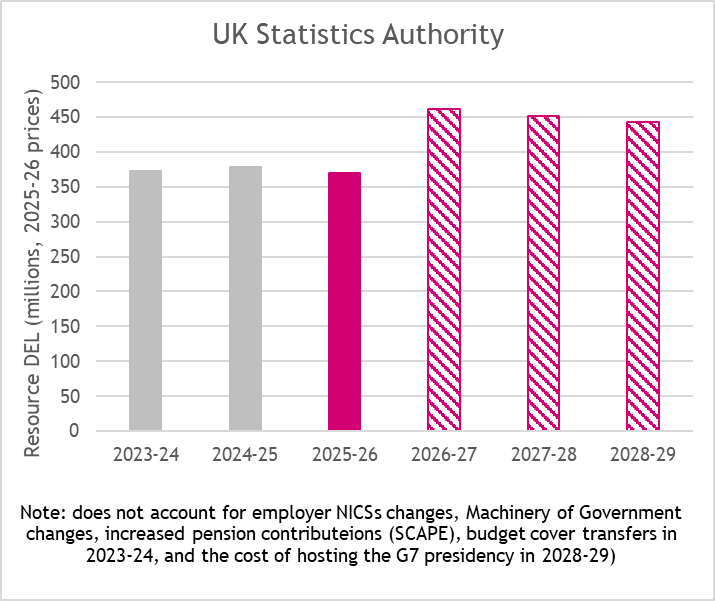 UK Statistics Authority
Resource DEL (millions, 2025-26 prices)
500
450
400
350
300
250
200
150
100
50
0
2023-24 2024-25 2025-26 2026-27 2027-28 2028-29
Note: does not account for employer NICSs changes, Machinery of Government
changes, increased pension contributeions (SCAPE), budget cover transfers in
2023-24, and the cost of hosting the G7 presidency in 2028-29)